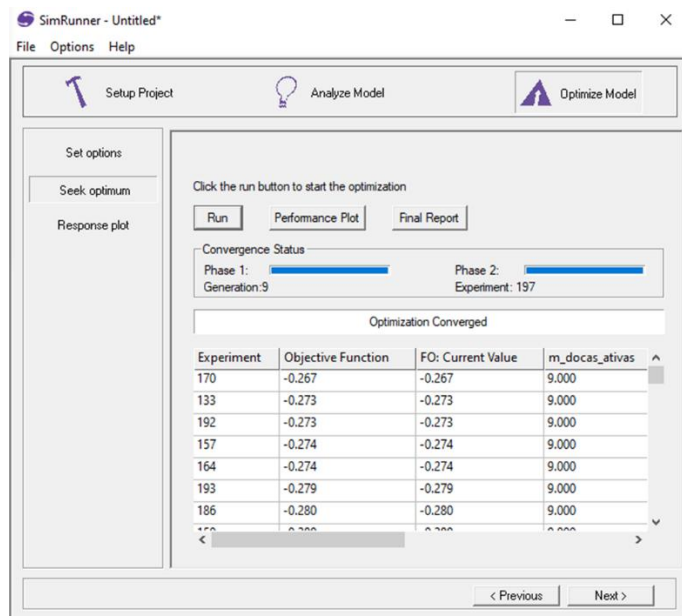 SimRunner - Untitled*
File Options Help
Setup Project Analyze Model Optimize Model
Set options
Seek optimum
Response plot
Click the run button to start the optimization
Run Performance Plot Final Report
Convergence Status
Phase 1: Phase 2:
Generation:9 Experiment: 197
Optimization Converged
Experiment Objective Function FO: Current Value m_docas_ativas
170 -0.267 -0.267 9.000
133 -0.273 -0.273 9.000
192 -0.273 -0.273 9.000
157 -0.274 -0.274 9.000
164 -0.274 -0.274 9.000
193 -0.279 -0.279 9.000
186 -0.280 -0.280 9.000
< Previous Next >